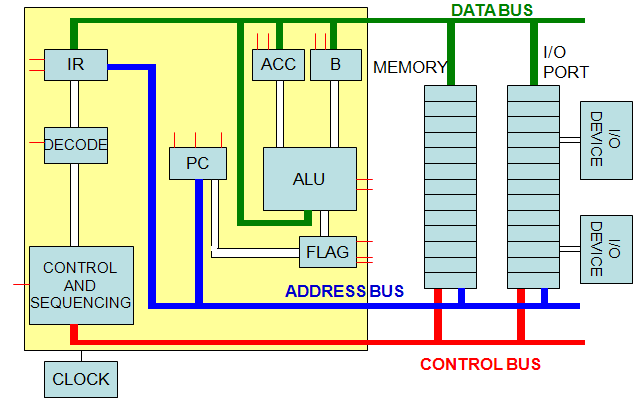 DATA BUS
IR
ACC
B
MEMORY
I/O
PORT
DECODE
PC
ALU
I/O
DEVICE
FLAG
I/O
DEVICE
CONTROL
AND
SEQUENCING
ADDRESS BUS
CONTROL BUS
CLOCK